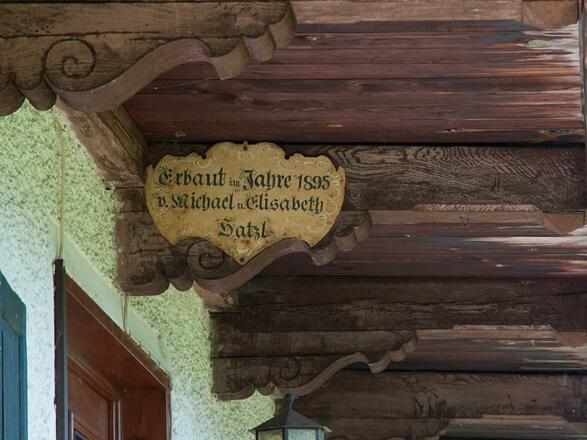 Erbaut im Jahre 1895
v. Michael u. Elisabeth
Hatzl